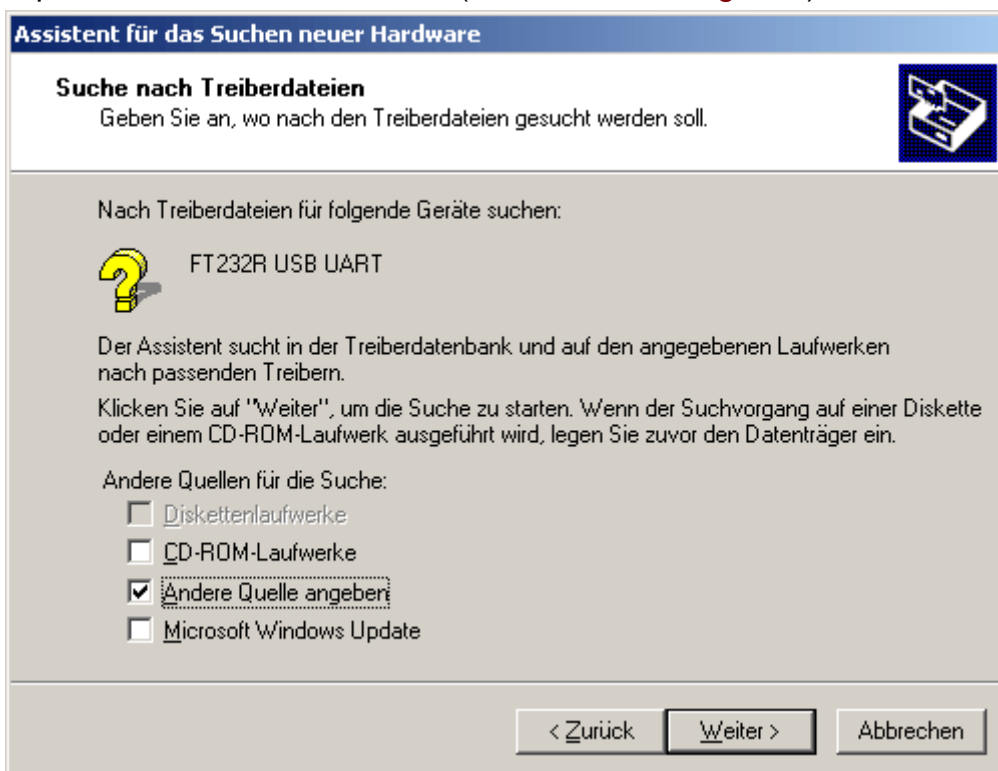 Assistent für das Suchen neuer Hardware
Suche nach Treiberdateien
Geben Sie an, wo nach den Treiberdateien gesucht werden soll.
Nach Treiberdateien für folgende Geräte suchen:
FT232R USB UART
Der Assistent sucht in der Treiberdatenbank und auf den angegebenen Laufwerken
nach passenden Treibern.
Klicken Sie auf "Weiter", um die Suche zu starten. Wenn der Suchvorgang auf einer Diskette
oder einem CD-ROM-Laufwerk ausgeführt wird, legen Sie zuvor den Datenträger ein.
Andere Quellen für die Suche:
Diskettenlaufwerke
CD-ROM-Laufwerke
Andere Quelle angeben
Microsoft Windows Update
< Zurück Weiter > Abbrechen